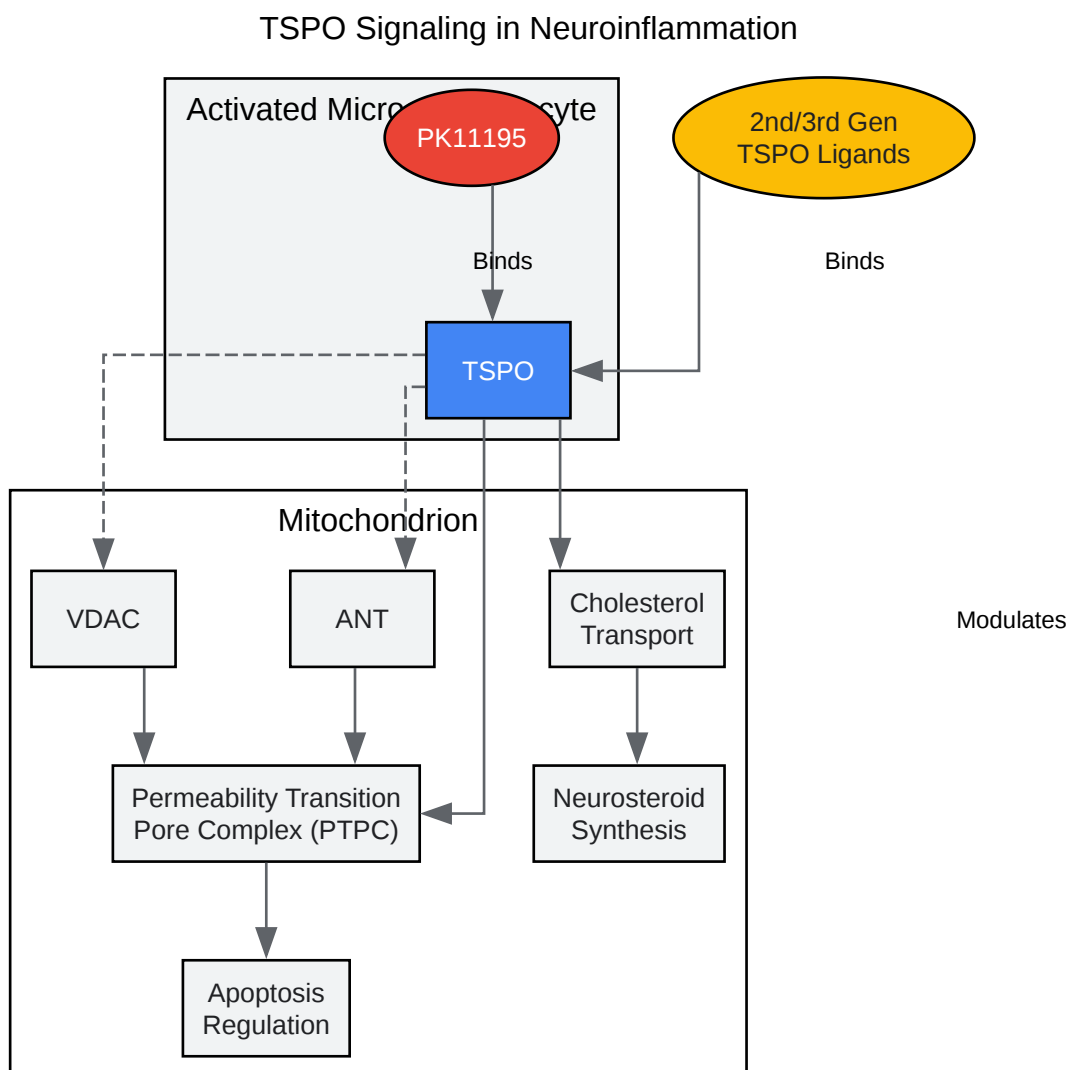 TSPO Signaling in Neuroinflammation
Activated Micro cyte
PK11195
2nd/3rd Gen
TSPO Ligands
Binds
Binds
TSPO
Mitochondrion
VDAC
ANT
Cholesterol
Transport
Modulates
Permeability Transition
Pore Complex (PTPC)
Neurosteroid
Synthesis
Apoptosis
Regulation